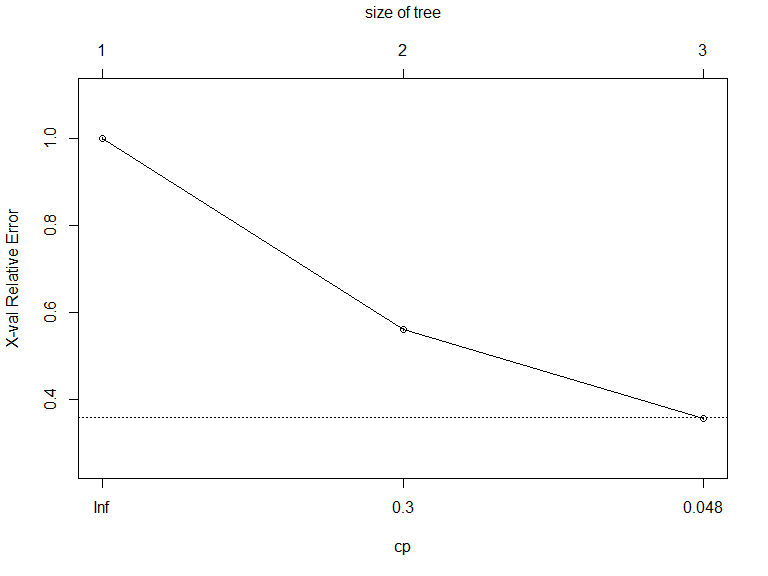 size of tree
1 2 3
X-val Relative Error
1.0
0.8
0.6
0.4
Inf 0.3 0.048
cp